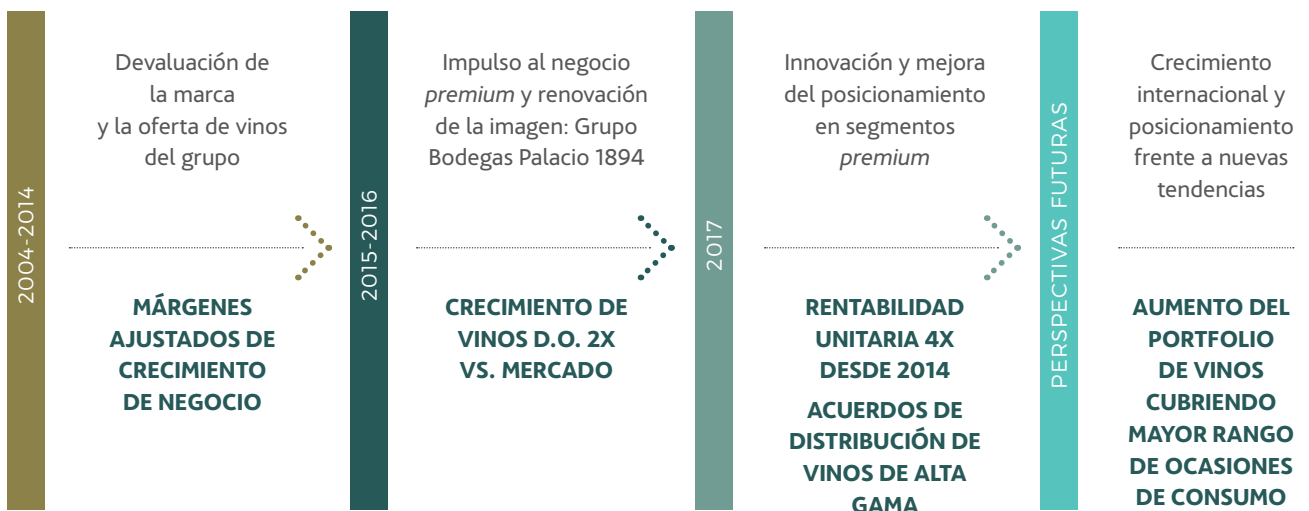 2004-2014
Devaluación de
la marca
y la oferta de vinos
del grupo
MÁRGENES
AJUSTADOS DE
CRECIMIENTO
DE NEGOCIO
2015-2016
Impulso al negocio
premium y renovación
de la imagen: Grupo
Bodegas Palacio 1894
CRECIMIENTO DE
VINOS D.O. 2X
VS. MERCADO
2017
Innovación y mejora
del posicionamiento
en segmentos
premium
RENTABILIDAD
UNITARIA 4X
DESDE 2014
ACUERDOS DE
DISTRIBUCIÓN DE
VINOS DE ALTA
GAMA
PERSPECTIVAS FUTURAS
Crecimiento
internacional y
posicionamiento
frente a nuevas
tendencias
AUMENTO DEL
PORTFOLIO
DE VINOS
CUBRIENDO
MAYOR RANGO
DE OCASIONES
DE CONSUMO